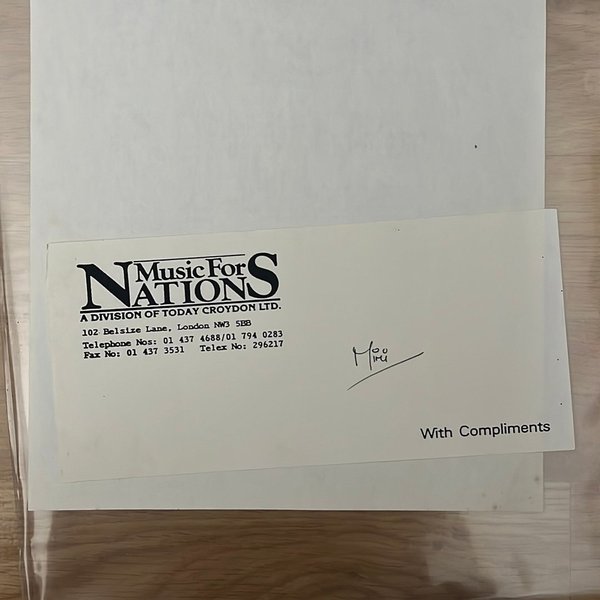 Music For
NATIONS
A DIVISION OF TODAY CROYDON LTD.
102 Belsize Lane, London NW3 5BB
Telephone Nos: 01 437 4688/01 794 0283
Fax No: 01 437 3531 Telex No: 296217
With Compliments